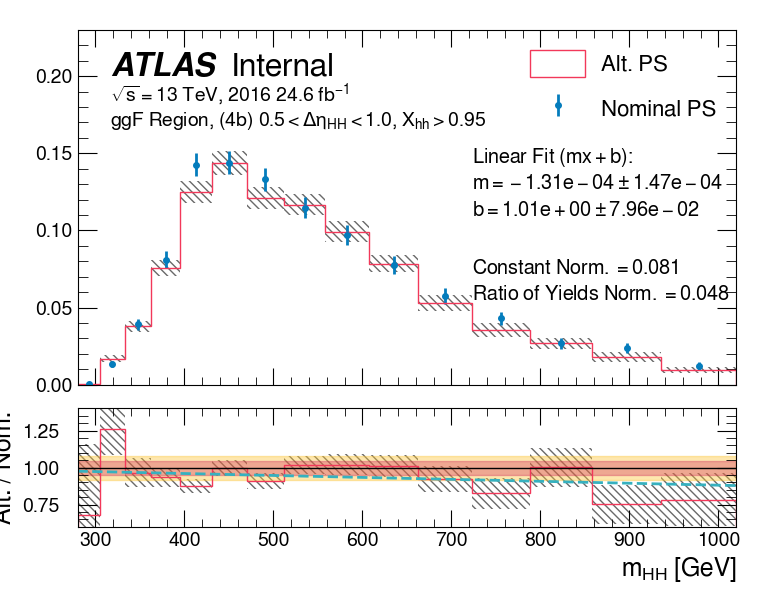 ATLAS Internal
√s = 13 TeV, 2016 24.6 fb⁻¹
ggF Region, (4b) 0.5 < Δη_HH < 1.0, X_hh > 0.95
Alt. PS
Nominal PS
Linear Fit (mx + b):
m = − 1.31e − 04 ± 1.47e − 04
b = 1.01e + 00 ± 7.96e − 02
Constant Norm. = 0.081
Ratio of Yields Norm. = 0.048
0.20
0.15
0.10
0.05
0.00
Alt. / Nom.
1.25
1.00
0.75
300 400 500 600 700 800 900 1000
m_HH [GeV]